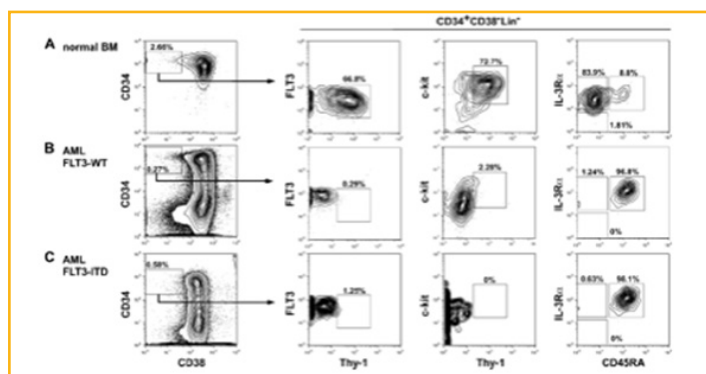 CD34⁺CD38⁻Lin⁻
A normal BM
2.66%
CD34
FLT3
66.8%
c-kit
72.7%
IL-3Rα
83.9% 8.8%
1.81%
B AML
FLT3-WT
0.27%
CD34
FLT3
0.29%
c-kit
2.28%
IL-3Rα
1.24% 96.8%
0%
C AML
FLT3-ITD
0.58%
CD34
FLT3
1.25%
c-kit
0%
IL-3Rα
0.03% 96.1%
0%
CD38 Thy-1 Thy-1 CD45RA